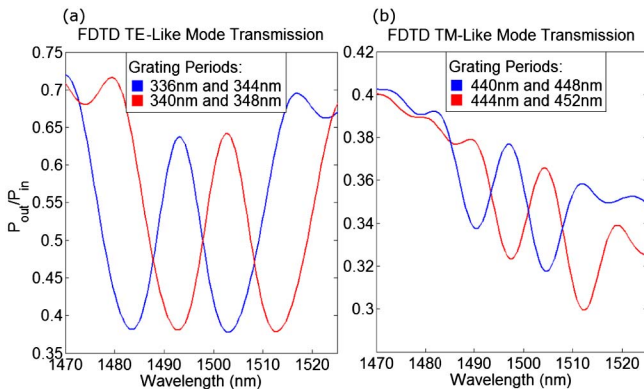 (a)
FDTD TE-Like Mode Transmission
Grating Periods:
336nm and 344nm
340nm and 348nm
0.75
0.7
0.65
0.6
0.55
0.5
0.45
0.4
0.35
P_out/P_in
1470 1480 1490 1500 1510 1520
Wavelength (nm)
(b)
FDTD TM-Like Mode Transmission
Grating Periods:
440nm and 448nm
444nm and 452nm
0.42
0.4
0.38
0.36
0.34
0.32
0.3
1470 1480 1490 1500 1510 1520
Wavelength (nm)